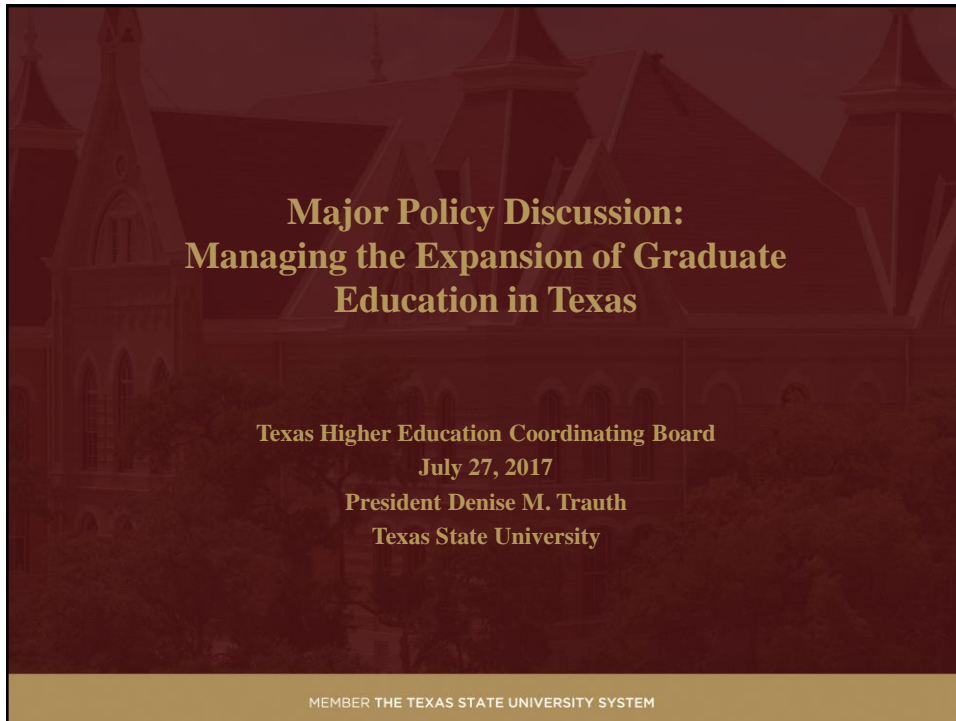 Major Policy Discussion:
Managing the Expansion of Graduate
Education in Texas
Texas Higher Education Coordinating Board
July 27, 2017
President Denise M. Trauth
Texas State University
MEMBER THE TEXAS STATE UNIVERSITY SYSTEM